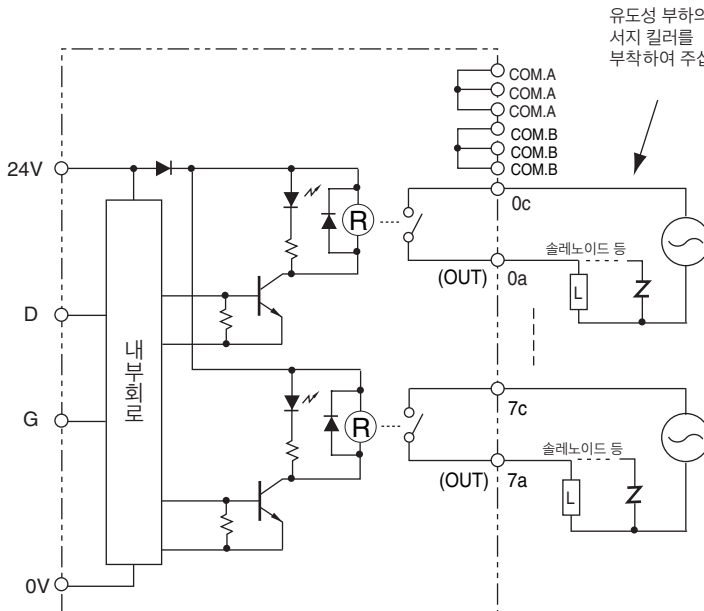 유도성 부하의
서지 킬러를
부착하여 주십
COM.A
COM.A
COM.A
COM.B
COM.B
COM.B
24V
R
0c
솔레노이드 등
(OUT) 0a
L
Z
D
내부회로
G
R
7c
솔레노이드 등
(OUT) 7a
L
Z
0V